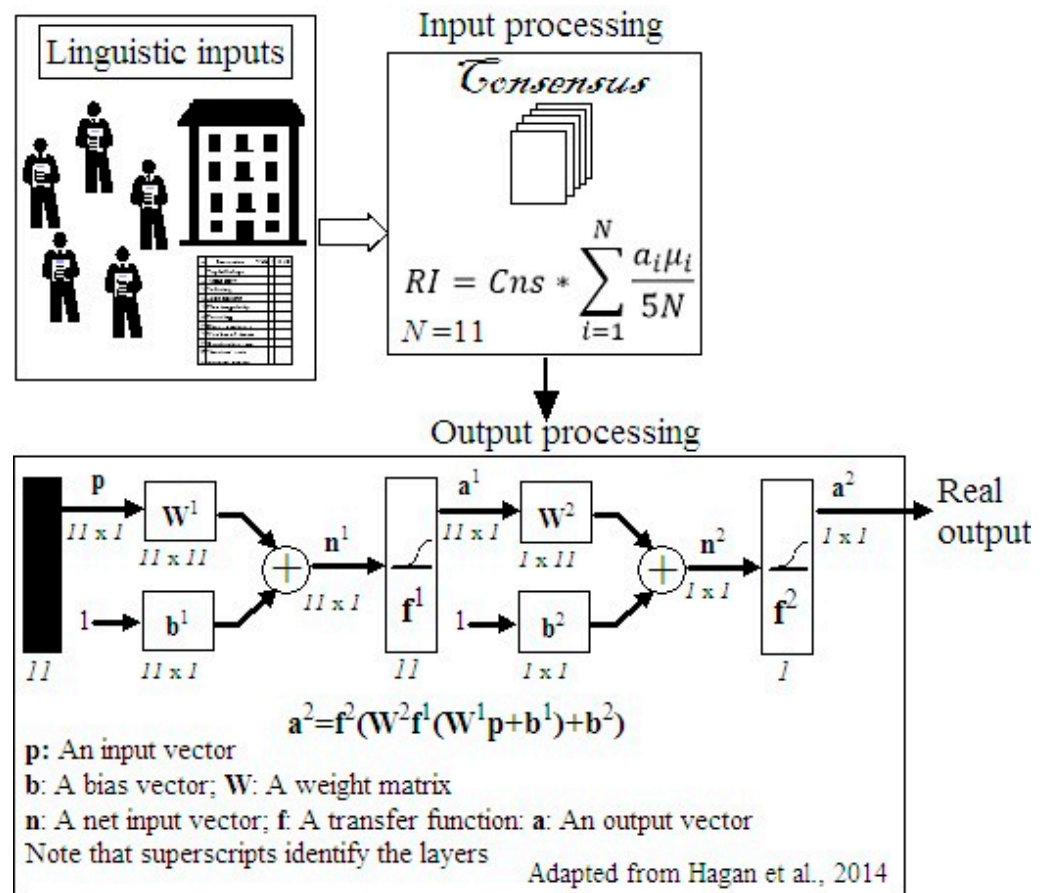 Linguistic inputs
Input processing
Consensus
RI = Cns * \sum_{i=1}^{N} \frac{a_i μ_i}{5N}
N =11
Output processing
p
11 x 1
W¹
11 x 11
1
b¹
11 x 1
11
n¹
11 x 1
f¹
11
a¹
11 x 1
W²
1 x 11
1
b²
1 x 1
n²
1 x 1
f²
1
a²
1 x 1
Real
output
a²=f²(W²f¹(W¹p+b¹)+b²)
p: An input vector
b: A bias vector; W: A weight matrix
n: A net input vector; f: A transfer function: a: An output vector
Note that superscripts identify the layers
Adapted from Hagan et al., 2014